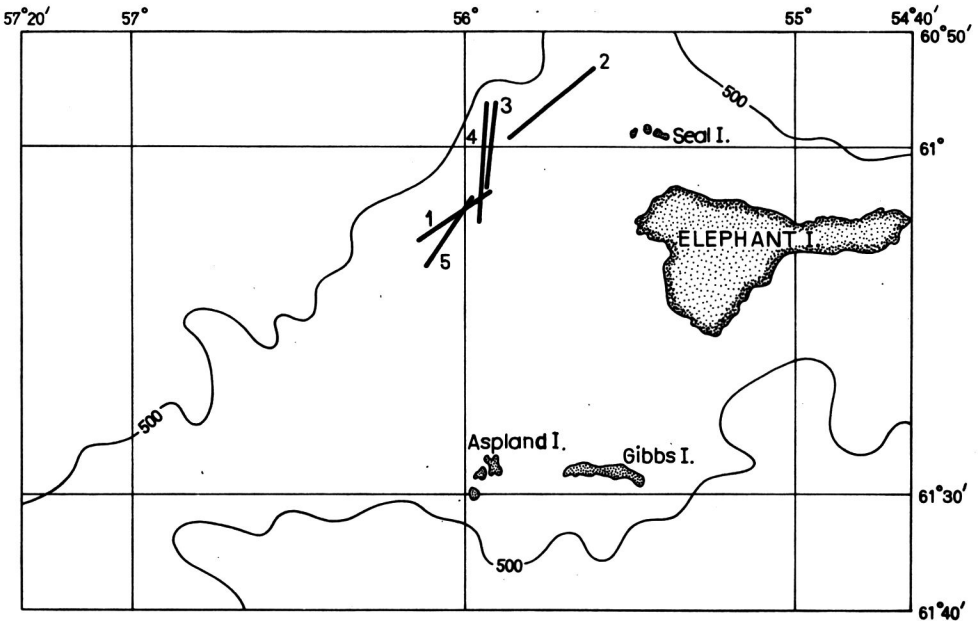 57°20′ 57° 56° 55° 54°40′
60°50′
2
500
3
4
Seal I.
61°
1
ELEPHANT I.
5
500
Aspland I.
Gibbs I.
61°30′
500
61°40′